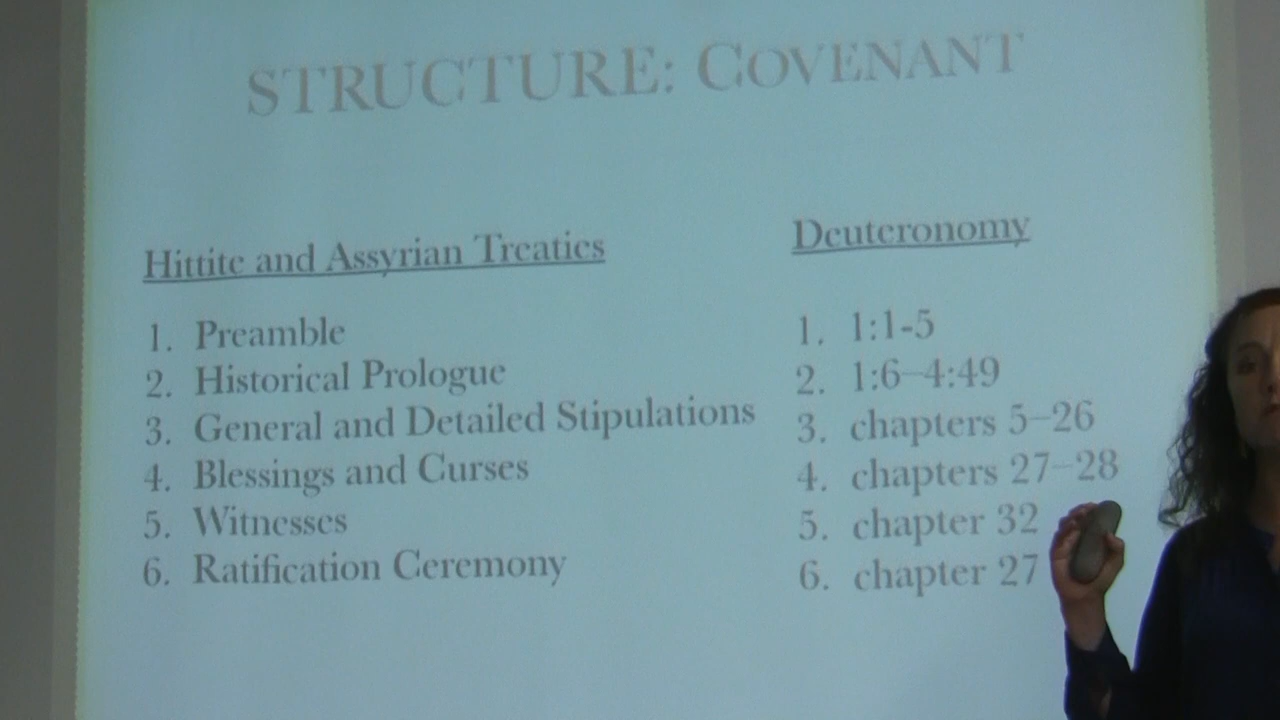 STRUCTURE: COVENANT
Hittite and Assyrian Treaties
1. Preamble
2. Historical Prologue
3. General and Detailed Stipulations
4. Blessings and Curses
5. Witnesses
6. Ratification Ceremony
Deuteronomy
1. 1:1-5
2. 1:6–4:49
3. chapters 5–26
4. chapters 27–28
5. chapter 32
6. chapter 27